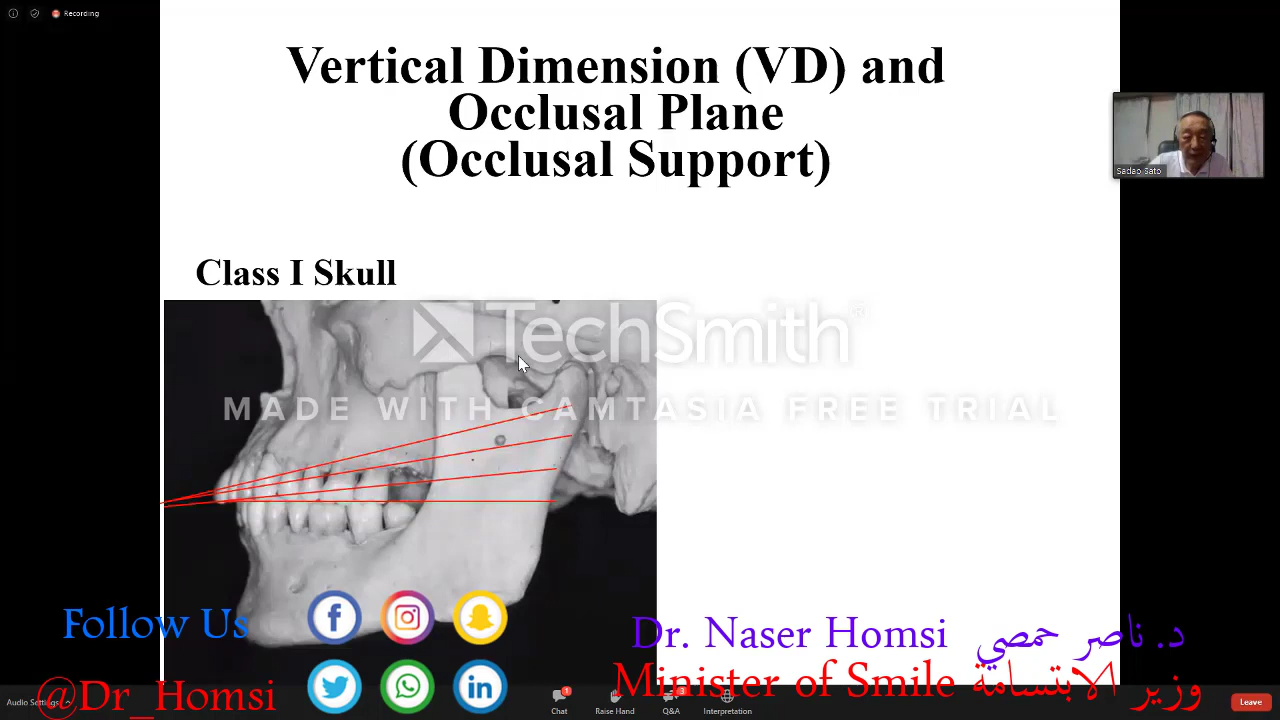 Recording
Vertical Dimension (VD) and
Occlusal Plane
(Occlusal Support)
Sadao Sato
Class I Skull
TechSmith
MADE WITH CAMTASIA FREE TRIAL
Follow Us
@Dr_Homsi
Dr. Naser Homsi د. ناصر حمصي
Minister of Smile وزير الابتسامة
Audio Settings
Chat
1
Raise Hand
Q&A
3
Interpretation
Leave